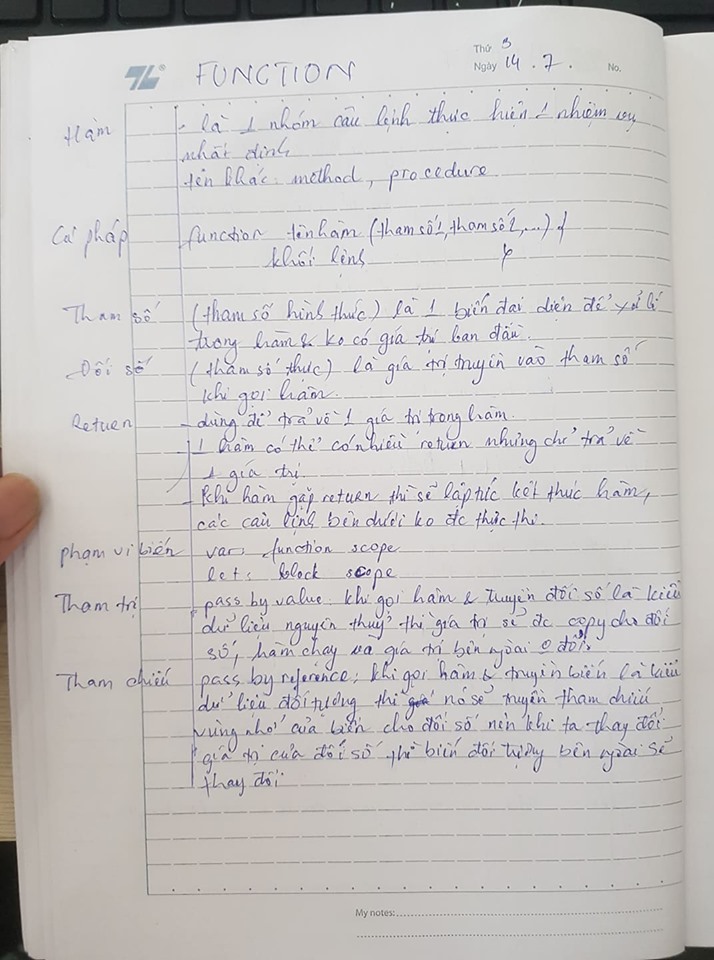 Thứ 3
Ngày 14.7. No.
TL® FUNCTION
Hàm - là 1 nhóm câu lệnh thực hiện 1 nhiệm vụ
nhất định
tên khác: method, procedure
Cú pháp function tênhàm (tham số 1, tham số 2, ...) {
khối lệnh }
Tham số (tham số hình thức) là 1 biến đại diện để xử lí
trong hàm & ko có giá trị ban đầu.
Đối số (tham số thực) là giá trị truyền vào tham số
khi gọi hàm.
Return - dùng để trả về 1 giá trị trong hàm.
1 hàm có thể có nhiều return nhưng chỉ trả về
1 giá trị
- Khi hàm gặp return thì sẽ lập tức kết thúc hàm,
các câu lệnh bên dưới ko đc thực thi.
phạm vi biến var: function scope
let: block scope
Tham trị pass by value: khi gọi hàm & truyền đối số là kiểu
dữ liệu nguyên thuỷ thì giá trị sẽ đc copy cho đối
số, hàm chạy và giá trị bên ngoài 0 đổi.
Tham chiếu pass by reference: khi gọi hàm & truyền biến là kiểu
dữ liệu đối tượng thì nó sẽ truyền tham chiếu
vùng nhớ của biến cho đối số nên khi ta thay đổi
giá trị của đối số thì biến đối tượng bên ngoài sẽ
thay đổi
My notes: